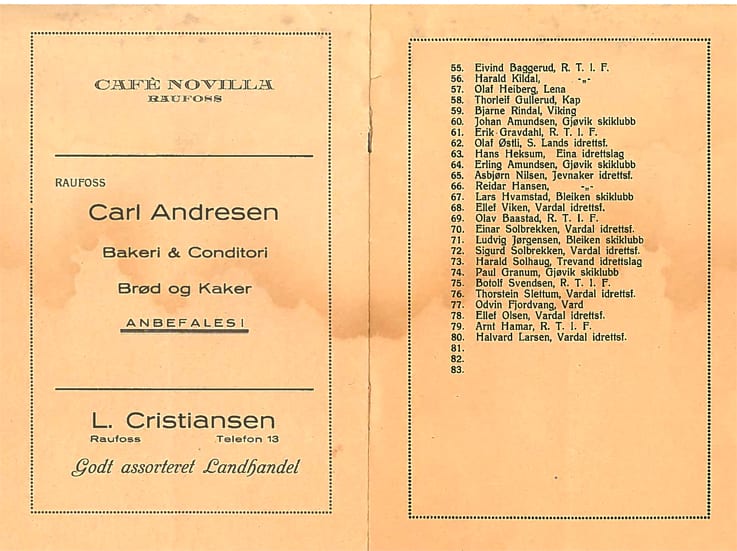 CAFÈ NOVILLA
RAUFOSS
RAUFOSS
Carl Andresen
Bakeri & Conditori
Brød og Kaker
ANBEFALES!
L. Cristiansen
Raufoss Telefon 13
Godt assorteret Landhandel
55. Eivind Baggerud, R. T. I. F.
56. Harald Kildal, -„-
57. Olaf Heiberg, Lena
58. Thorleif Gullerud, Kap
59. Bjarne Rindal, Viking
60. Johan Amundsen, Gjøvik skiklubb
61. Erik Gravdahl, R. T. I. F.
62. Olaf Østli, S. Lands idrettsf.
63. Hans Heksum, Eina idrettslag
64. Erling Amundsen, Gjøvik skiklubb
65. Asbjørn Nilsen, Jevnaker idrettsf.
66. Reidar Hansen, -„-
67. Lars Hvamstad, Bleiken skiklubb
68. Ellef Viken, Vardal idrettsf.
69. Olav Baastad, R. T. I. F.
70. Einar Solbrekken, Vardal idrettsf.
71. Ludvig Jørgensen, Bleiken skiklubb
72. Sigurd Solbrekken, Vardal idrettsf.
73. Harald Solhaug, Trevand idrettslag
74. Paul Granum, Gjøvik skiklubb
75. Botolf Svendsen, R. T. I. F.
76. Thorstein Slettum, Vardal idrettsf.
77. Odvin Fjordvang, Vard
78. Ellef Olsen, Vardal idrettsf.
79. Arnt Hamar, R. T. I. F.
80. Halvard Larsen, Vardal idrettsf.
81.
82.
83.